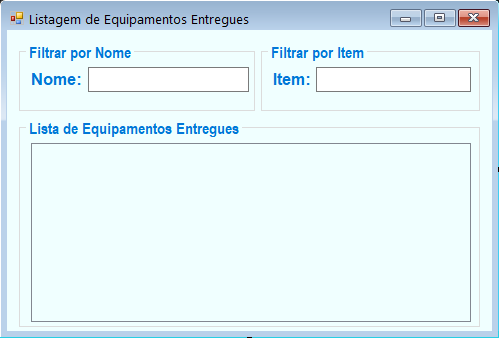 Listagem de Equipamentos Entregues
Filtrar por Nome
Filtrar por Item
Nome:
Item:
Lista de Equipamentos Entregues